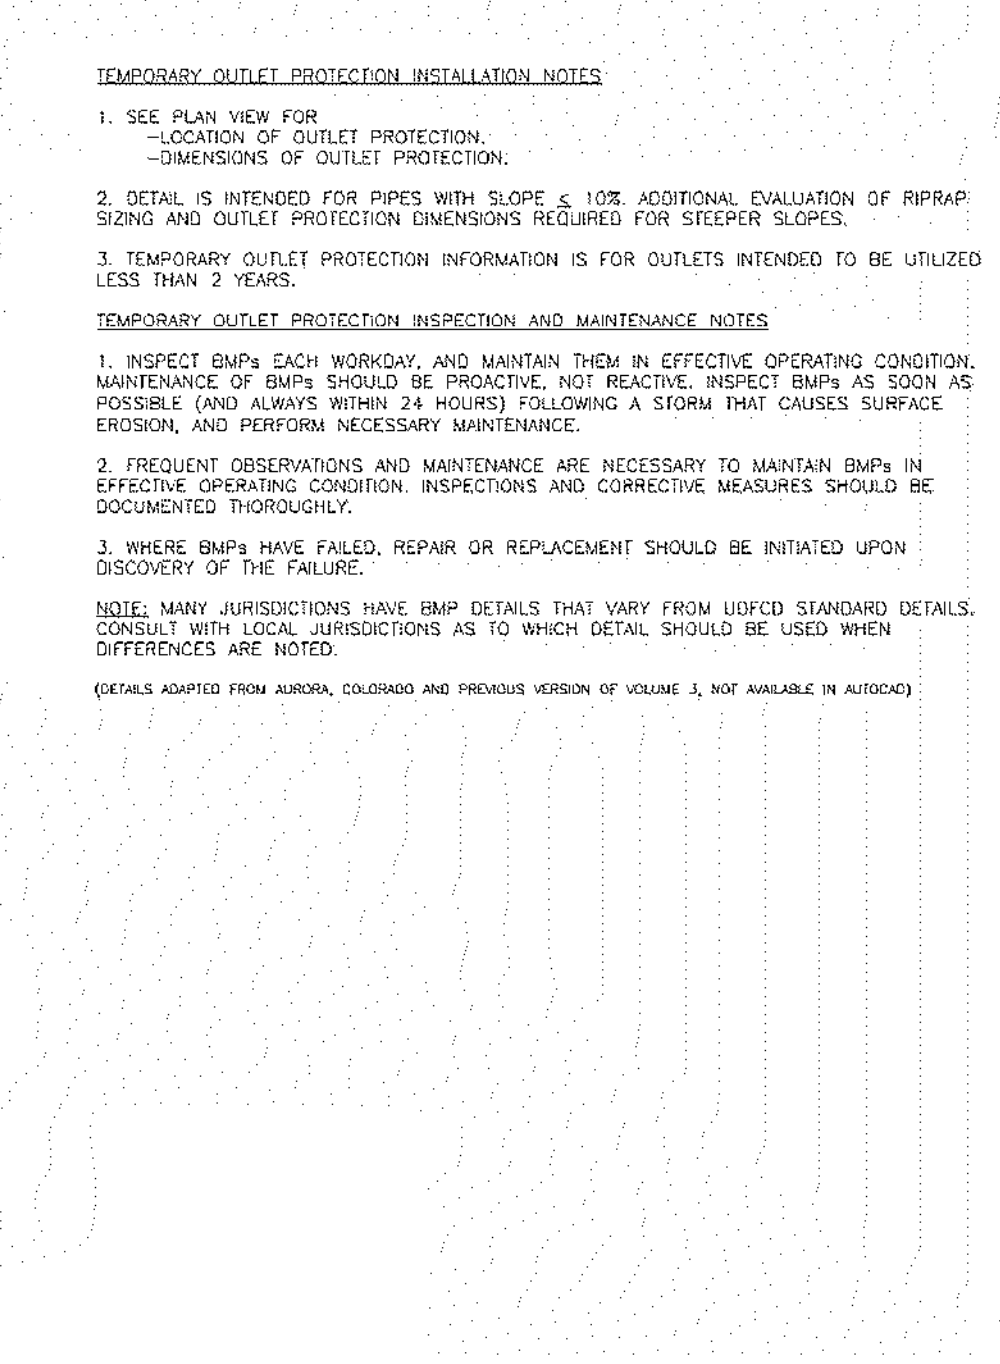 TEMPORARY OUTLET PROTECTION INSTALLATION NOTES
1. SEE PLAN VIEW FOR
-LOCATION OF OUTLET PROTECTION.
-DIMENSIONS OF OUTLET PROTECTION.
2. DETAIL IS INTENDED FOR PIPES WITH SLOPE ≤ 10%. ADDITIONAL EVALUATION OF RIPRAP
SIZING AND OUTLET PROTECTION DIMENSIONS REQUIRED FOR STEEPER SLOPES.
3. TEMPORARY OUTLET PROTECTION INFORMATION IS FOR OUTLETS INTENDED TO BE UTILIZED
LESS THAN 2 YEARS.
TEMPORARY OUTLET PROTECTION INSPECTION AND MAINTENANCE NOTES
1. INSPECT BMPs EACH WORKDAY, AND MAINTAIN THEM IN EFFECTIVE OPERATING CONDITION.
MAINTENANCE OF BMPs SHOULD BE PROACTIVE, NOT REACTIVE. INSPECT BMPs AS SOON AS
POSSIBLE (AND ALWAYS WITHIN 24 HOURS) FOLLOWING A STORM THAT CAUSES SURFACE
EROSION, AND PERFORM NECESSARY MAINTENANCE.
2. FREQUENT OBSERVATIONS AND MAINTENANCE ARE NECESSARY TO MAINTAIN BMPs IN
EFFECTIVE OPERATING CONDITION. INSPECTIONS AND CORRECTIVE MEASURES SHOULD BE
DOCUMENTED THOROUGHLY.
3. WHERE BMPs HAVE FAILED, REPAIR OR REPLACEMENT SHOULD BE INITIATED UPON
DISCOVERY OF THE FAILURE.
NOTE: MANY JURISDICTIONS HAVE BMP DETAILS THAT VARY FROM UDFCD STANDARD DETAILS.
CONSULT WITH LOCAL JURISDICTIONS AS TO WHICH DETAIL SHOULD BE USED WHEN
DIFFERENCES ARE NOTED.
(DETAILS ADAPTED FROM AURORA, COLORADO AND PREVIOUS VERSION OF VOLUME 3, NOT AVAILABLE IN AUTOCAD)